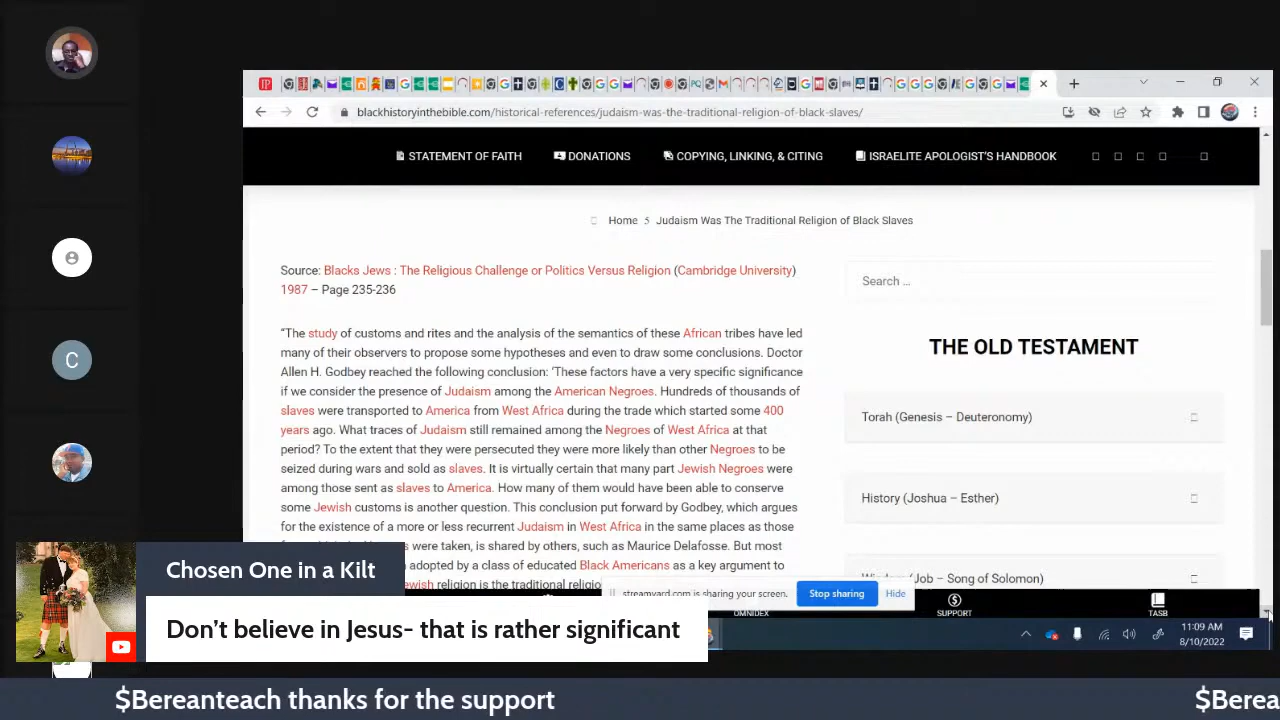 blackhistoryinthebible.com/historical-references/judaism-was-the-traditional-religion-of-black-slaves/
STATEMENT OF FAITH
DONATIONS
COPYING, LINKING, & CITING
ISRAELITE APOLOGIST'S HANDBOOK
Home 5 Judaism Was The Traditional Religion of Black Slaves
Source: Blacks Jews : The Religious Challenge or Politics Versus Religion (Cambridge University)
1987 – Page 235-236
“The study of customs and rites and the analysis of the semantics of these African tribes have led
many of their observers to propose some hypotheses and even to draw some conclusions. Doctor
Allen H. Godbey reached the following conclusion: ‘These factors have a very specific significance
if we consider the presence of Judaism among the American Negroes. Hundreds of thousands of
slaves were transported to America from West Africa during the trade which started some 400
years ago. What traces of Judaism still remained among the Negroes of West Africa at that
period? To the extent that they were persecuted they were more likely than other Negroes to be
seized during wars and sold as slaves. It is virtually certain that many part Jewish Negroes were
among those sent as slaves to America. How many of them would have been able to conserve
some Jewish customs is another question. This conclusion put forward by Godbey, which argues
for the existence of a more or less recurrent Judaism in West Africa in the same places as those
were taken, is shared by others, such as Maurice Delafosse. But most
adopted by a class of educated Black Americans as a key argument to
religion is the traditional
Search ...
THE OLD TESTAMENT
Torah (Genesis – Deuteronomy)
History (Joshua – Esther)
(Job – Song of Solomon)
streamyard.com is sharing your screen.
Stop sharing
Hide
OMNIDEX
SUPPORT
TASB
C
11:09 AM
8/10/2022
Chosen One in a Kilt
Don't believe in Jesus- that is rather significant
$Bereanteach thanks for the support
$Berea